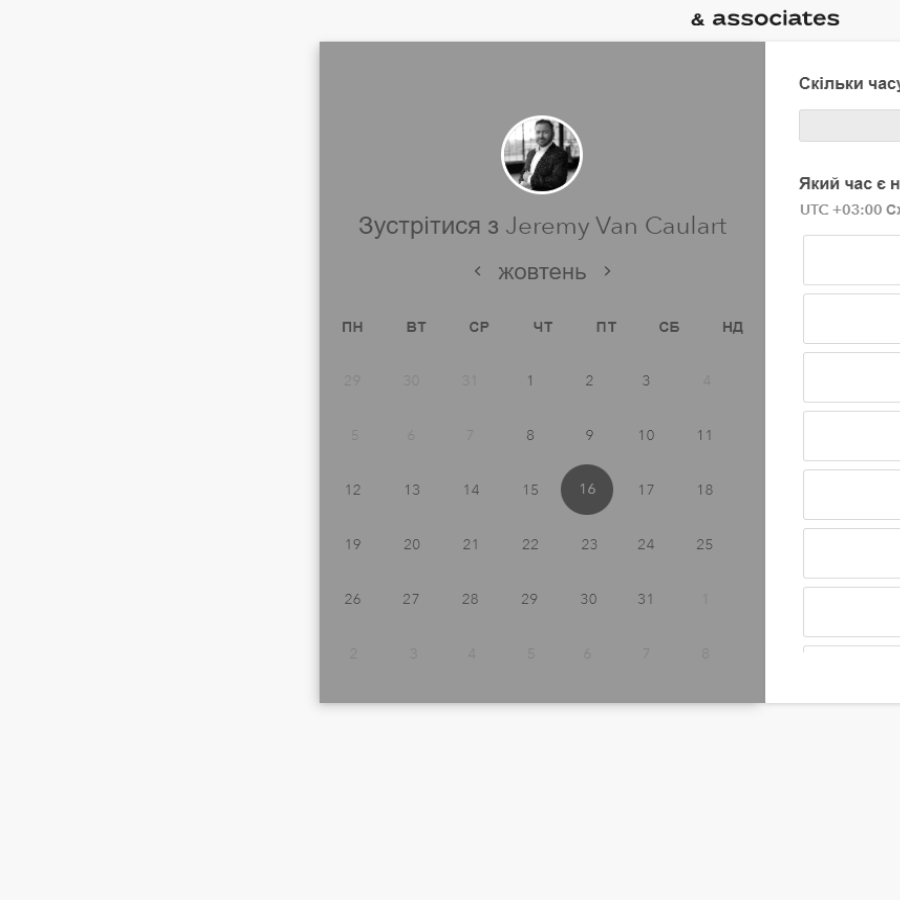 & associates
Скільки часу
Який час є н
UTC +03:00 Сх
Зустрітися з Jeremy Van Caulart
жовтень
ПН ВТ СР ЧТ ПТ СБ НД
29 30 31 1 2 3 4
5 6 7 8 9 10 11
12 13 14 15 16 17 18
19 20 21 22 23 24 25
26 27 28 29 30 31 1
2 3 4 5 6 7 8